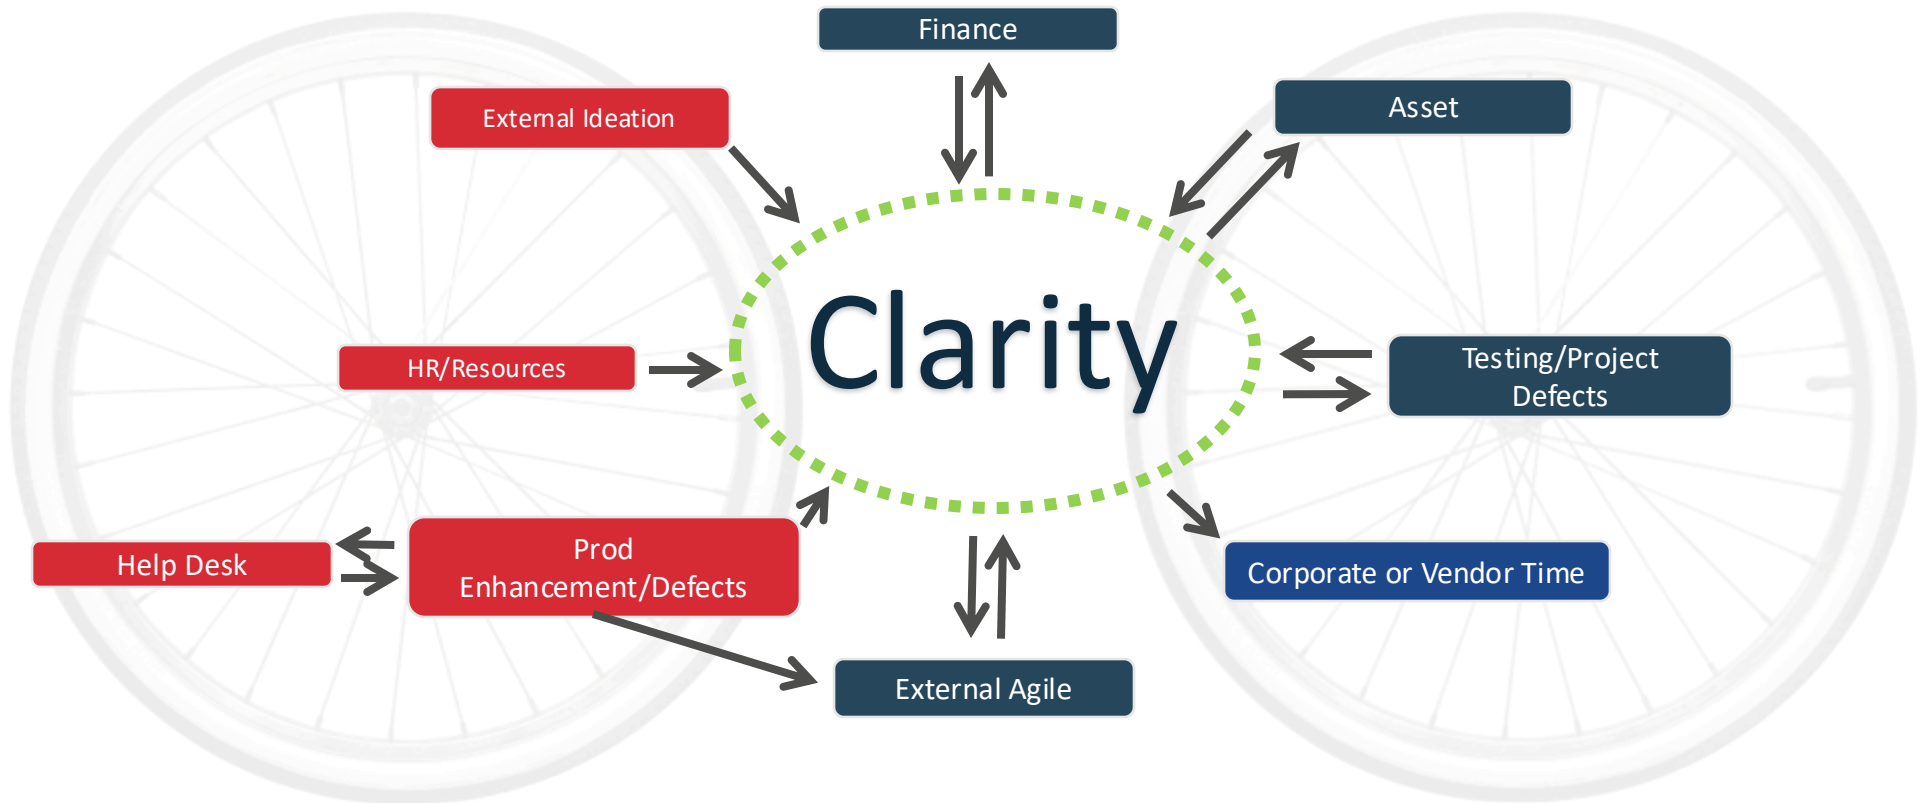 Finance
External Ideation
Asset
Clarity
HR/Resources
Testing/Project
Defects
Help Desk
Prod
Enhancement/Defects
Corporate or Vendor Time
External Agile